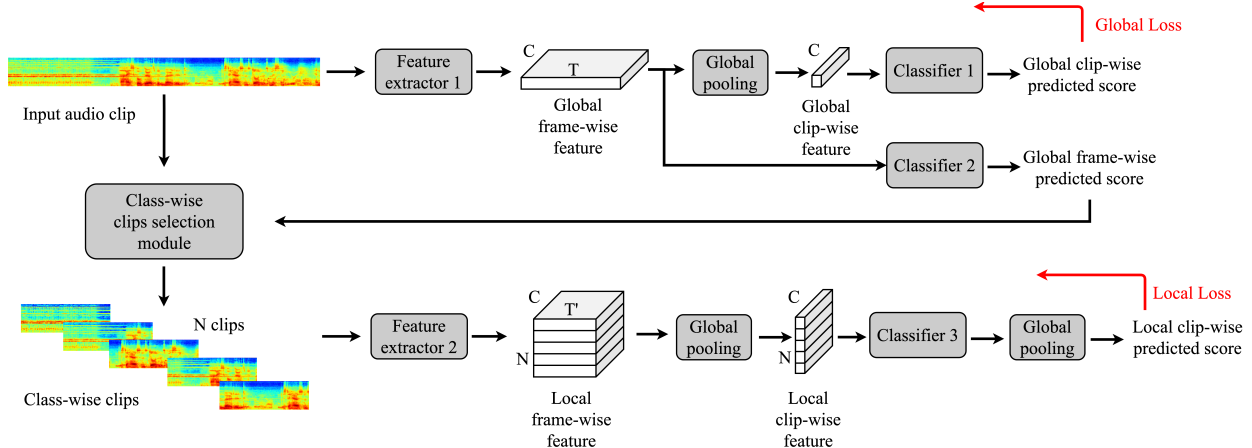 Global Loss
Feature
extractor 1
C
T
Global
pooling
C
Classifier 1
Global clip-wise
predicted score
Input audio clip
Global
frame-wise
feature
Global
clip-wise
feature
Classifier 2
Global frame-wise
predicted score
Class-wise
clips selection
module
N clips
Feature
extractor 2
C
T'
N
Global
pooling
C
N
Classifier 3
Global
pooling
Local Loss
Local clip-wise
predicted score
Class-wise clips
Local
frame-wise
feature
Local
clip-wise
feature